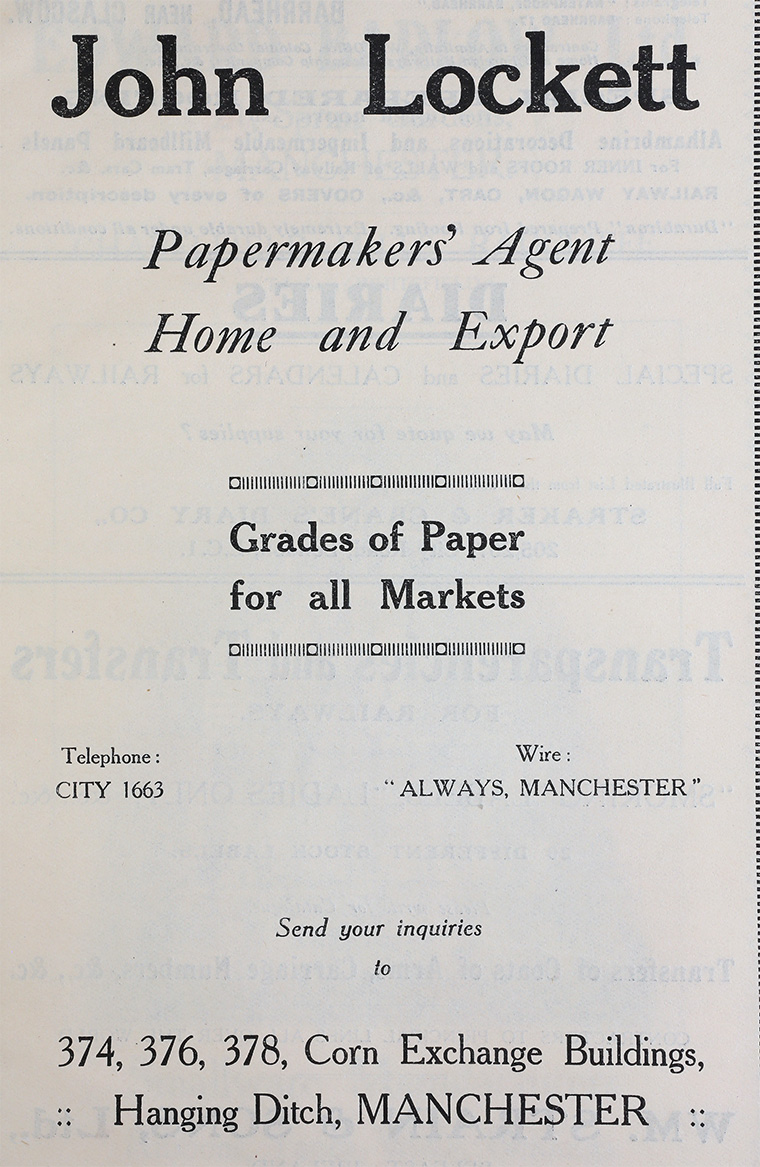 John Lockett
Papermakers' Agent
Home and Export
Grades of Paper
for all Markets
Telephone:
CITY 1663
Wire:
"ALWAYS, MANCHESTER"
Send your inquiries
to
374, 376, 378, Corn Exchange Buildings,
:: Hanging Ditch, MANCHESTER ::